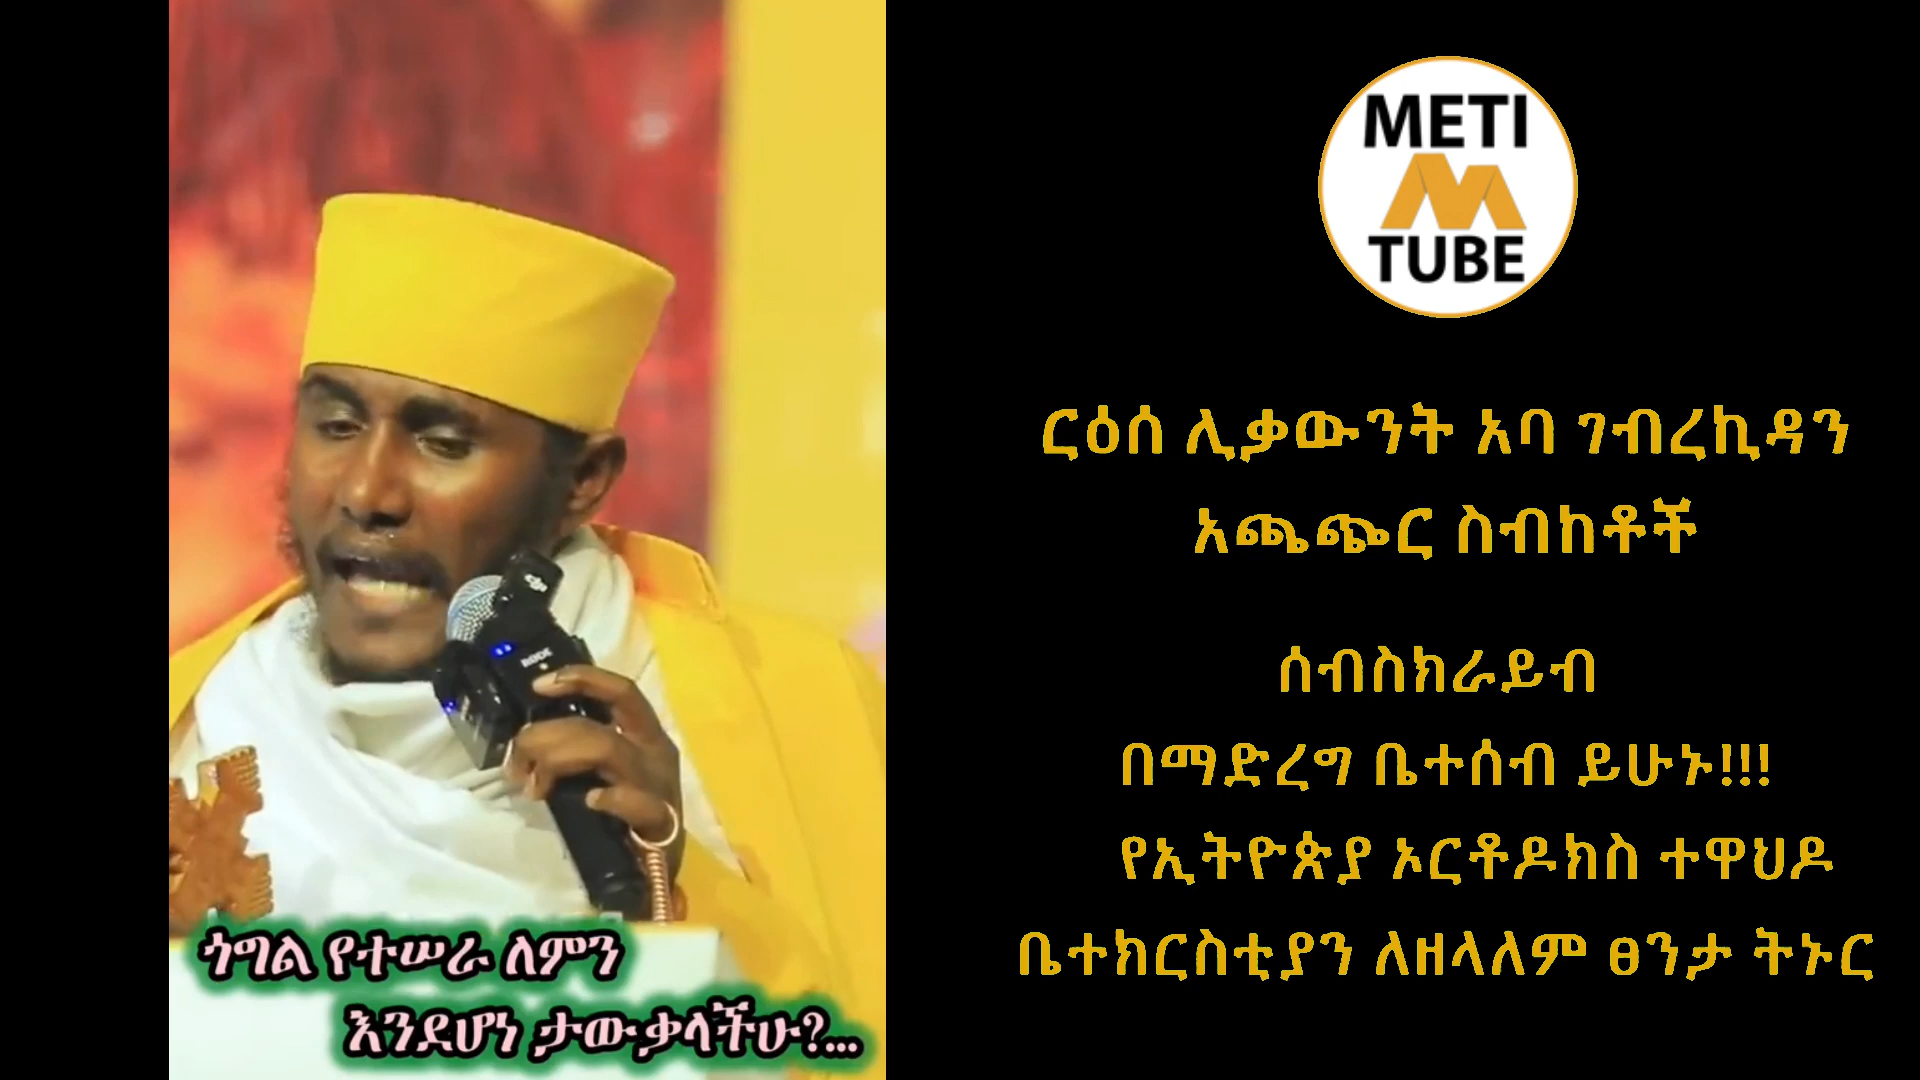 METI
TUBE
ርዕሰ ሊቃውንት አባ ገብረኪዳን
አጫጭር ስብከቶች
ሰብስክራይብ
በማድረግ ቤተሰብ ይሁኑ!!!
የኢትዮጵያ ኦርቶዶክስ ተዋህዶ
ቤተክርስቲያን ለዘላለም ፀንታ ትኑር
RODE
ጎግል የተሠራ ለምን
እንደሆነ ታውቃላችሁ?...